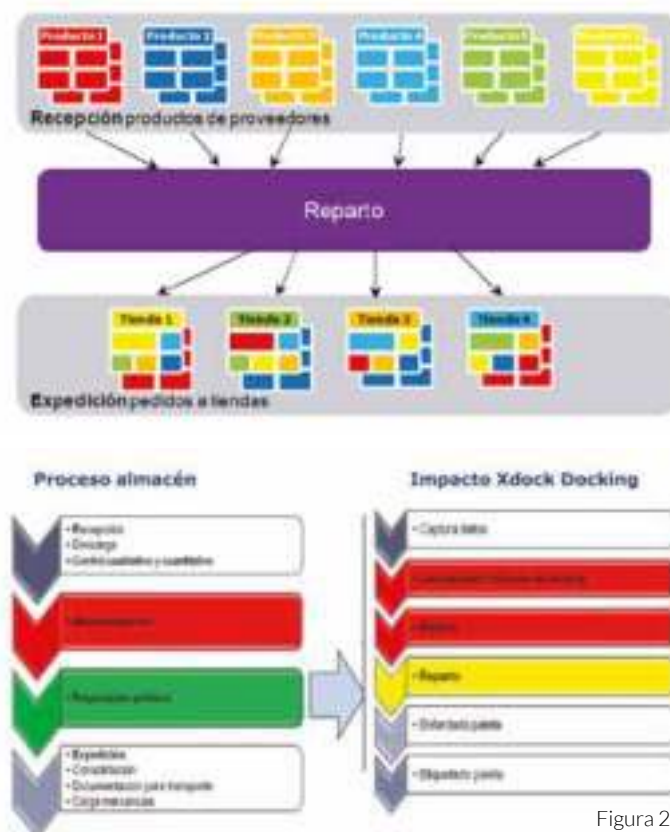 Producto 1
Producto 2
Producto 4
Recepción productos de proveedores
Reparto
Tienda 1
Tienda 2
Tienda 3
Tienda 4
Expedición pedidos a tiendas
Proceso almacén
Impacto Xdock Docking
• Recepción
• Descarga
• Control cualitativo y cuantitativo
• Captura datos
• Reparto
• Expedición
• Consolidación
• Documentación para transporte
• Carga mercancías
• Etiquetado
Figura 2